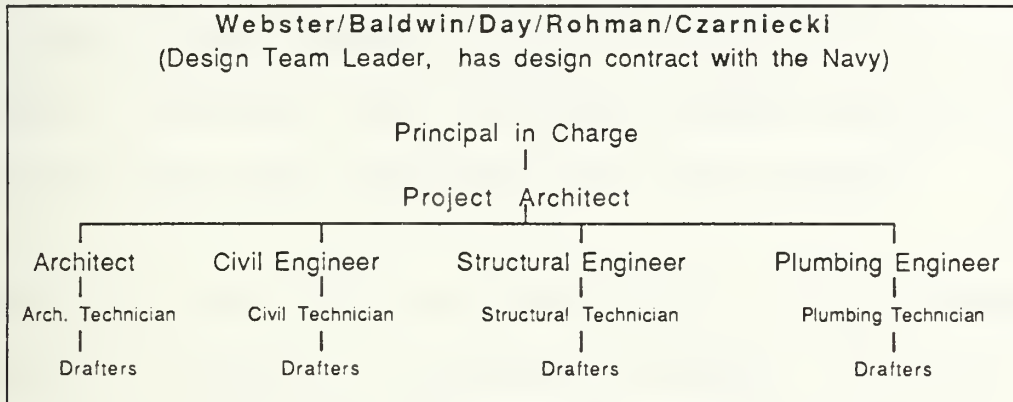 Webster/Baldwin/Day/Rohman/Czarniecki
(Design Team Leader, has design contract with the Navy)
Principal in Charge
Project Architect
Architect Civil Engineer Structural Engineer Plumbing Engineer
Arch. Technician Civil Technician Structural Technician Plumbing Technician
Drafters Drafters Drafters Drafters